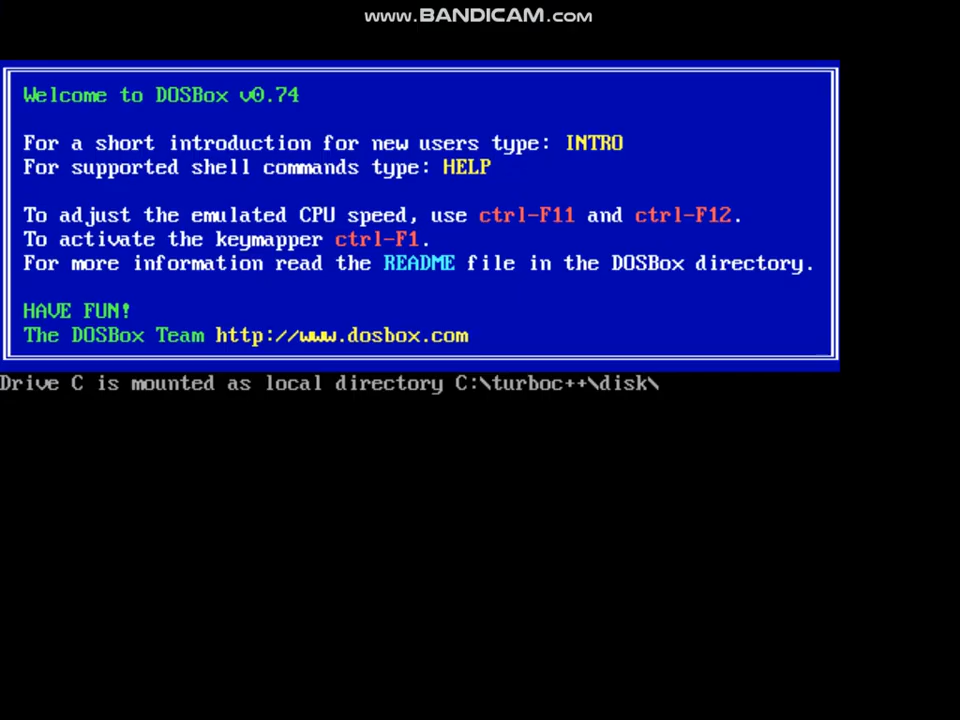 www.BANDICAM.com
Welcome to DOSBox v0.74
For a short introduction for new users type: INTRO
For supported shell commands type: HELP
To adjust the emulated CPU speed, use ctrl-F11 and ctrl-F12.
To activate the keymapper ctrl-F1.
For more information read the README file in the DOSBox directory.
HAVE FUN!
The DOSBox Team http://www.dosbox.com
Drive C is mounted as local directory C:\turboc++\disk\